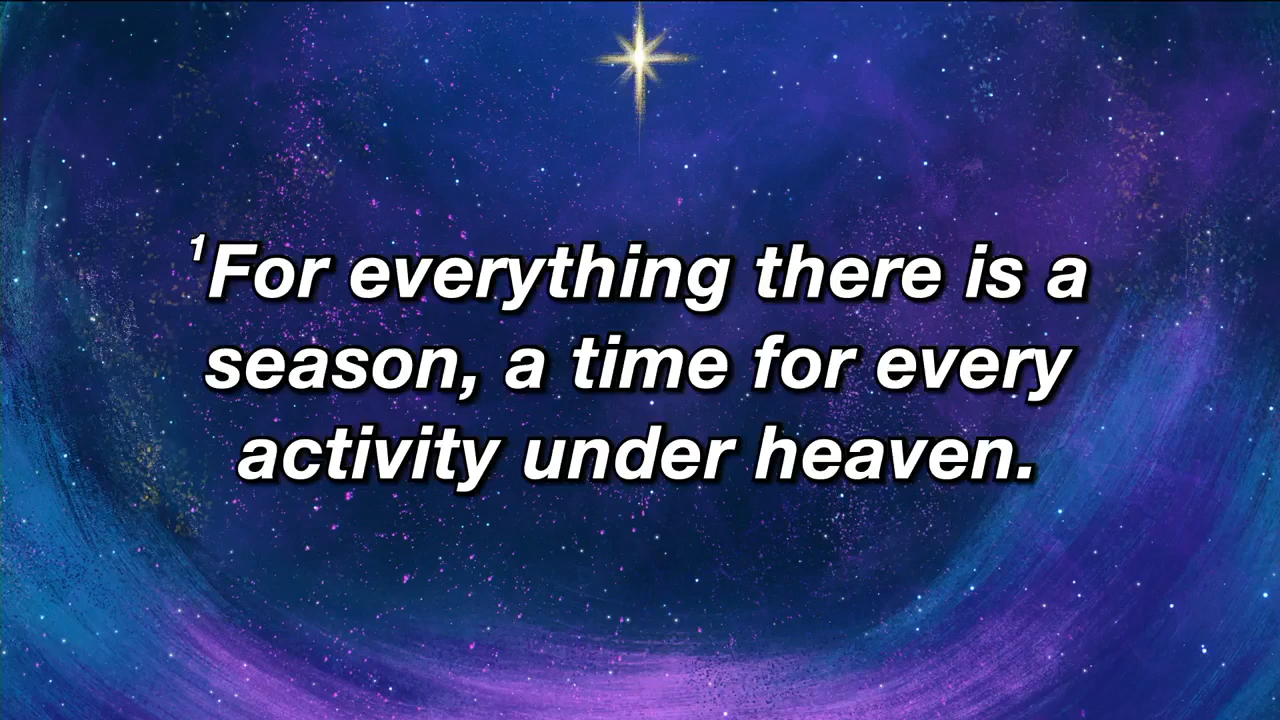 ¹For everything there is a
season, a time for every
activity under heaven.